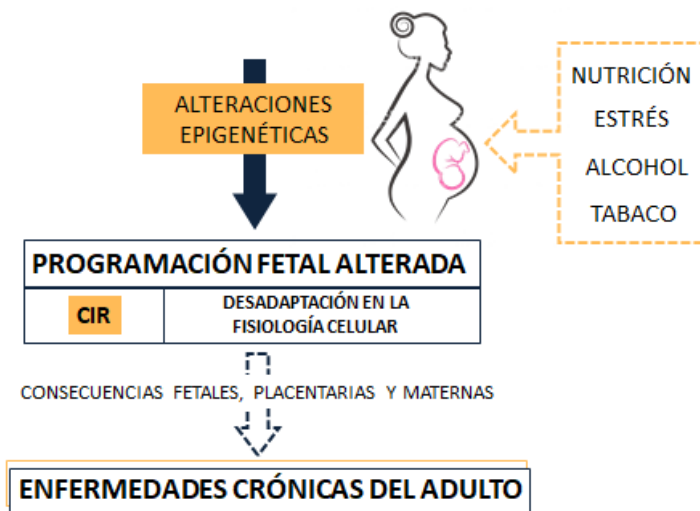 ALTERACIONES
EPIGENÉTICAS
NUTRICIÓN
ESTRÉS
ALCOHOL
TABACO
PROGRAMACIÓN FETAL ALTERADA
CIR
DESADAPTACIÓN EN LA
FISIOLOGÍA CELULAR
CONSECUENCIAS FETALES, PLACENTARIAS Y MATERNAS
ENFERMEDADES CRÓNICAS DEL ADULTO